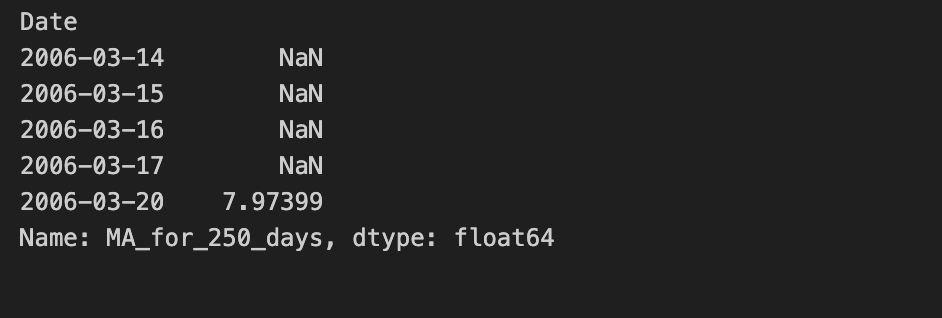 Date
2006-03-14        NaN
2006-03-15        NaN
2006-03-16        NaN
2006-03-17        NaN
2006-03-20    7.97399
Name: MA_for_250_days, dtype: float64